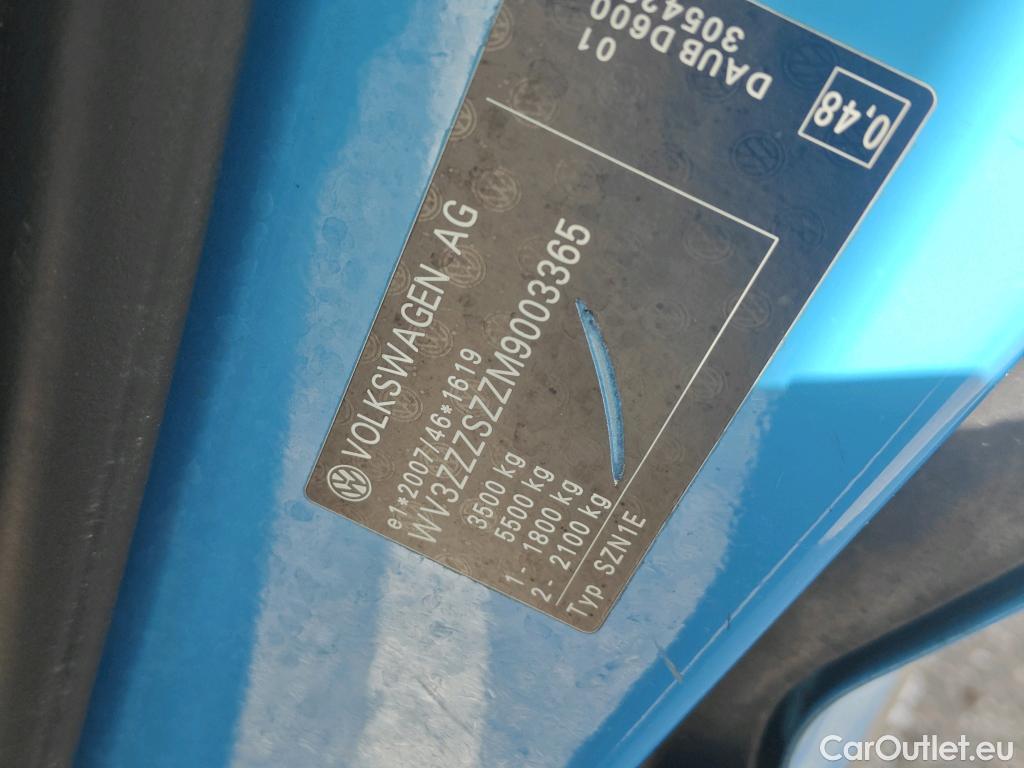 VOLKSWAGEN AG
e1*2007/46*1619
WV3ZZZSZZM9003365
3500 kg
5500 kg
1 - 1800 kg
2 - 2100 kg
Typ SZN1E
01
DAUB D600
0,48
CarOutlet.eu